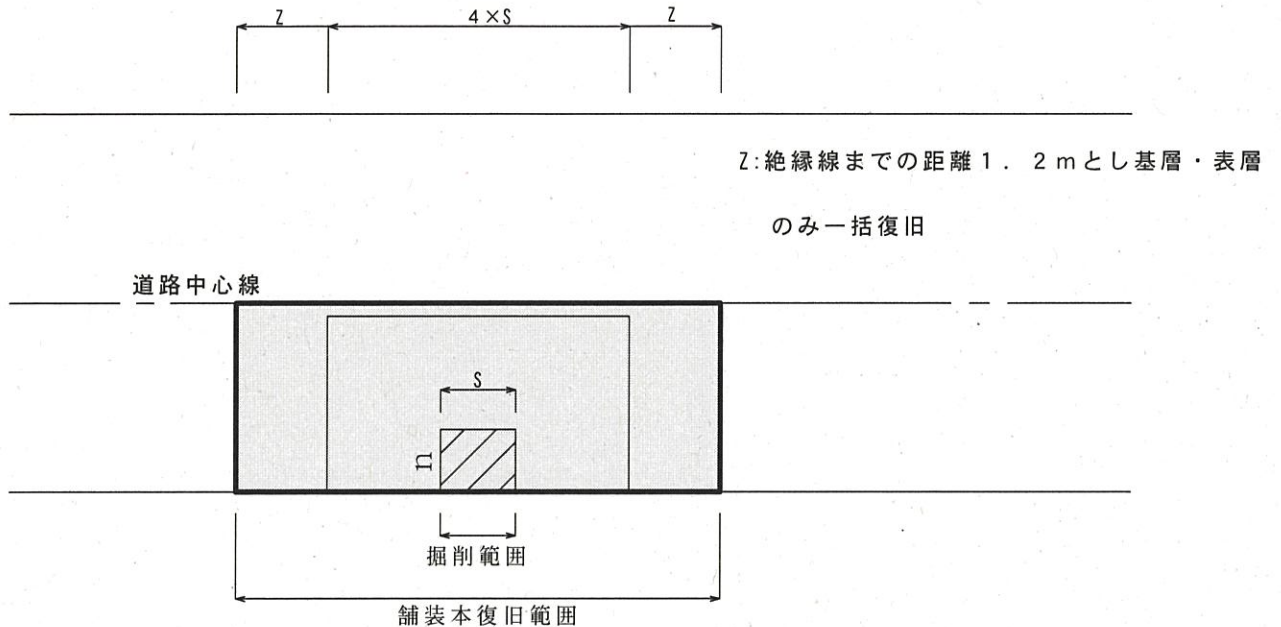 Z
4×S
Z
Z:絶縁線までの距離1.2mとし基層・表層
のみ一括復旧
道路中心線
S
n
掘削範囲
舗装本復旧範囲